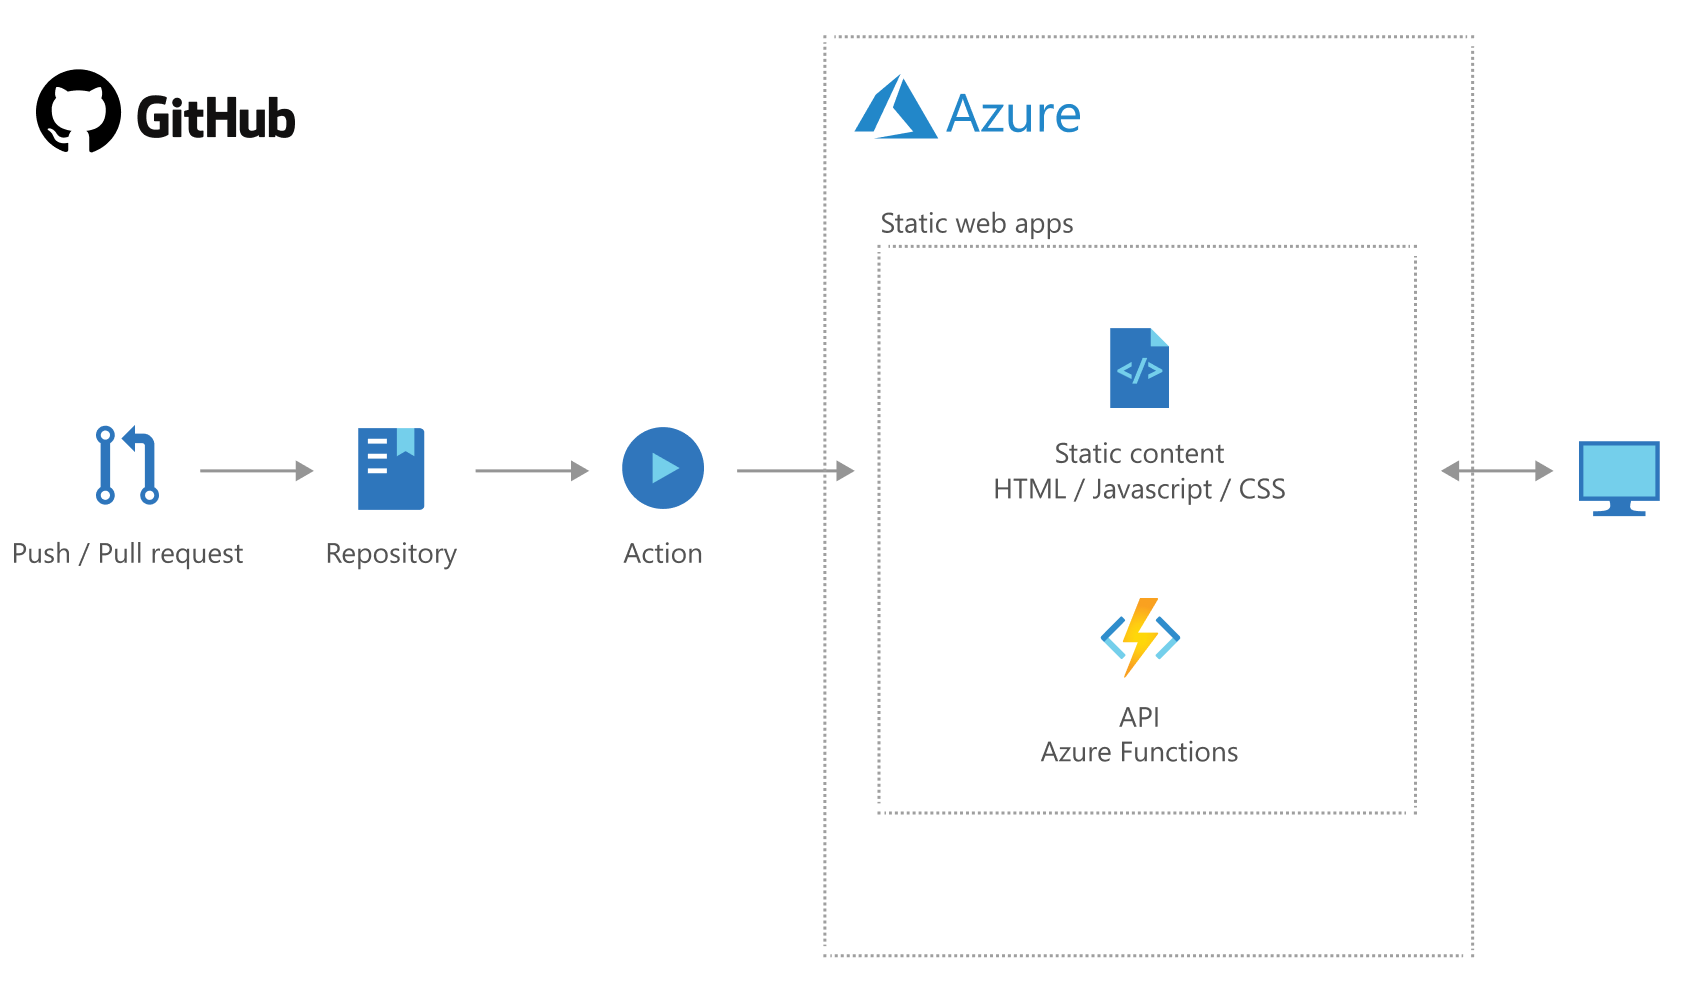 GitHub
Azure
Static web apps
Static content
HTML / Javascript / CSS
Push / Pull request
Repository
Action
API
Azure Functions